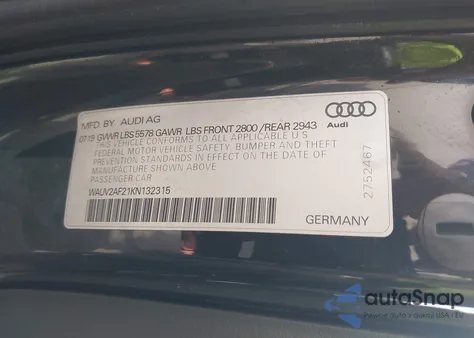 MFD. BY AUDI AG
07/19 GVWR LBS 5578 GAWR LBS FRONT 2800 /REAR 2943
THIS VEHICLE CONFORMS TO ALL APPLICABLE U.S.
FEDERAL MOTOR VEHICLE SAFETY BUMPER AND THEFT
PREVENTION STANDARDS IN EFFECT ON THE DATE OF
MANUFACTURE SHOWN ABOVE
PASSENGER CAR
WAUV2AF21KN132315
Audi
2752467
GERMANY
autoSnap